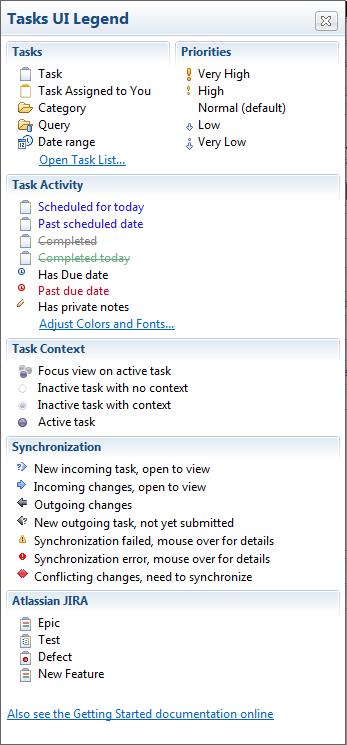 Tasks UI Legend
Tasks
Task
Task Assigned to You
Category
Query
Date range
Open Task List...
Priorities
Very High
High
Normal (default)
Low
Very Low
Task Activity
Scheduled for today
Past scheduled date
Completed
Completed today
Has Due date
Past due date
Has private notes
Adjust Colors and Fonts...
Task Context
Focus view on active task
Inactive task with no context
Inactive task with context
Active task
Synchronization
New incoming task, open to view
Incoming changes, open to view
Outgoing changes
New outgoing task, not yet submitted
Synchronization failed, mouse over for details
Synchronization error, mouse over for details
Conflicting changes, need to synchronize
Atlassian JIRA
Epic
Test
Defect
New Feature
Also see the Getting Started documentation online